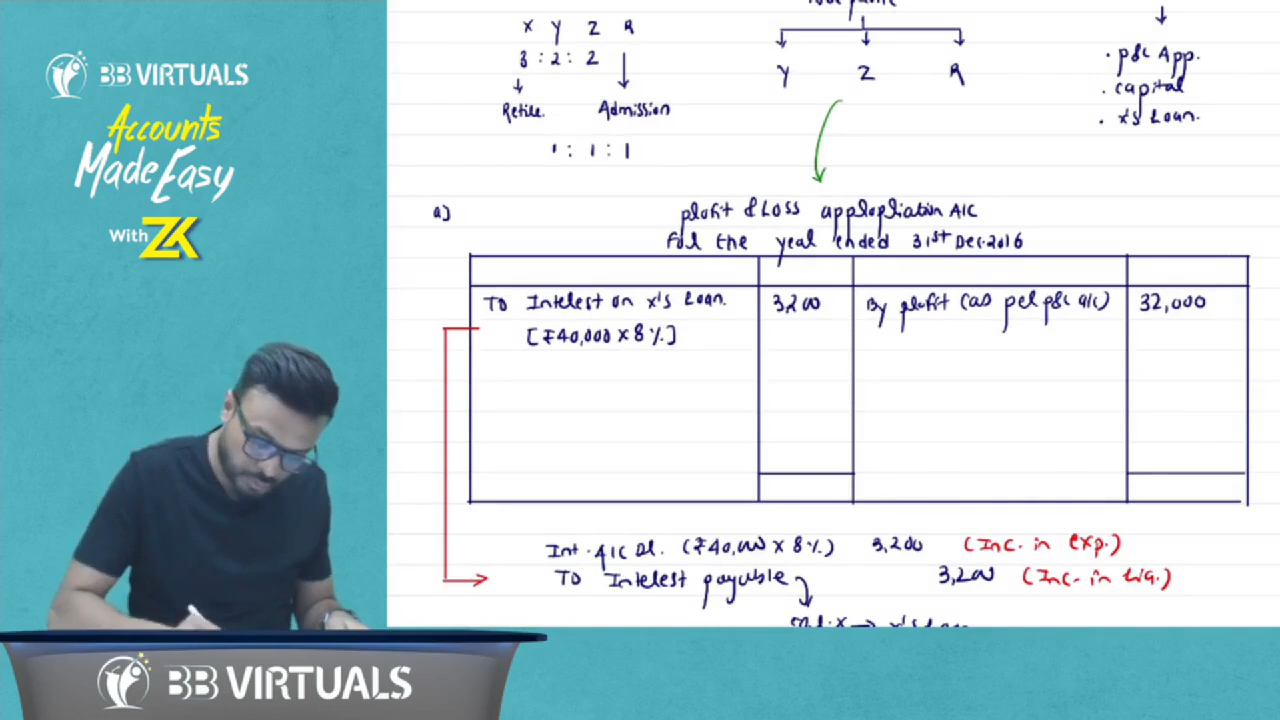 BB VIRTUALS
Accounts
Made Easy
With ZK
X Y Z R
3 : 2 : 2
Retire. Admission
1 : 1 : 1
Y Z R
· P&L App.
· capital
· X's Loan.
a) Profit & Loss appropriation A/C
For the year ended 31st Dec. 2016
To Interest on X's Loan. 3,200 By profit (as per P&L a/c) 32,000
[₹40,000 X 8%]
Int. A/C Dr. (₹40,000 X 8%) 3,200 (Inc. in Exp.)
To Interest payable 3,200 (Inc. in Lia.)
X's Loan
BB VIRTUALS